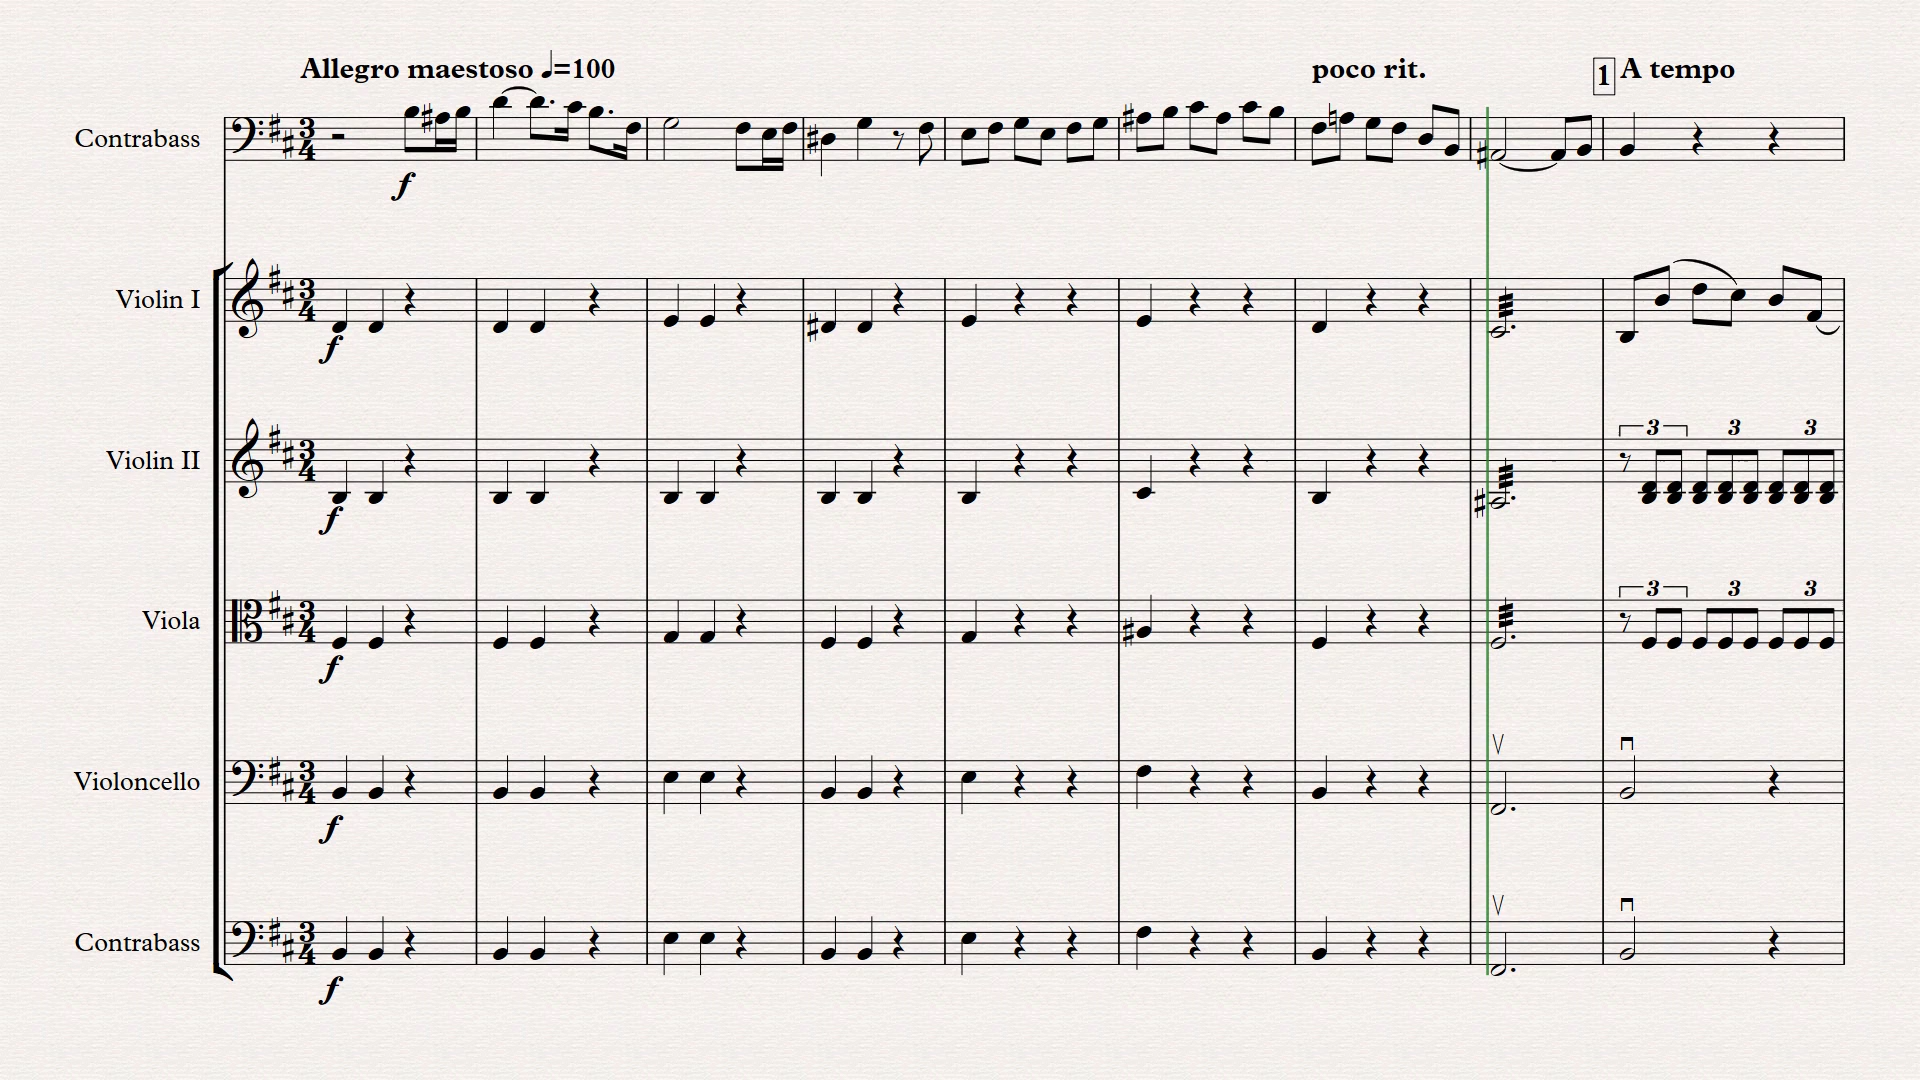 Allegro maestoso ♩=100
poco rit.
1 A tempo
Contrabass
f
Violin I
f
3 3 3
Violin II
f
3 3 3
Viola
f
Violoncello
f
Contrabass
f